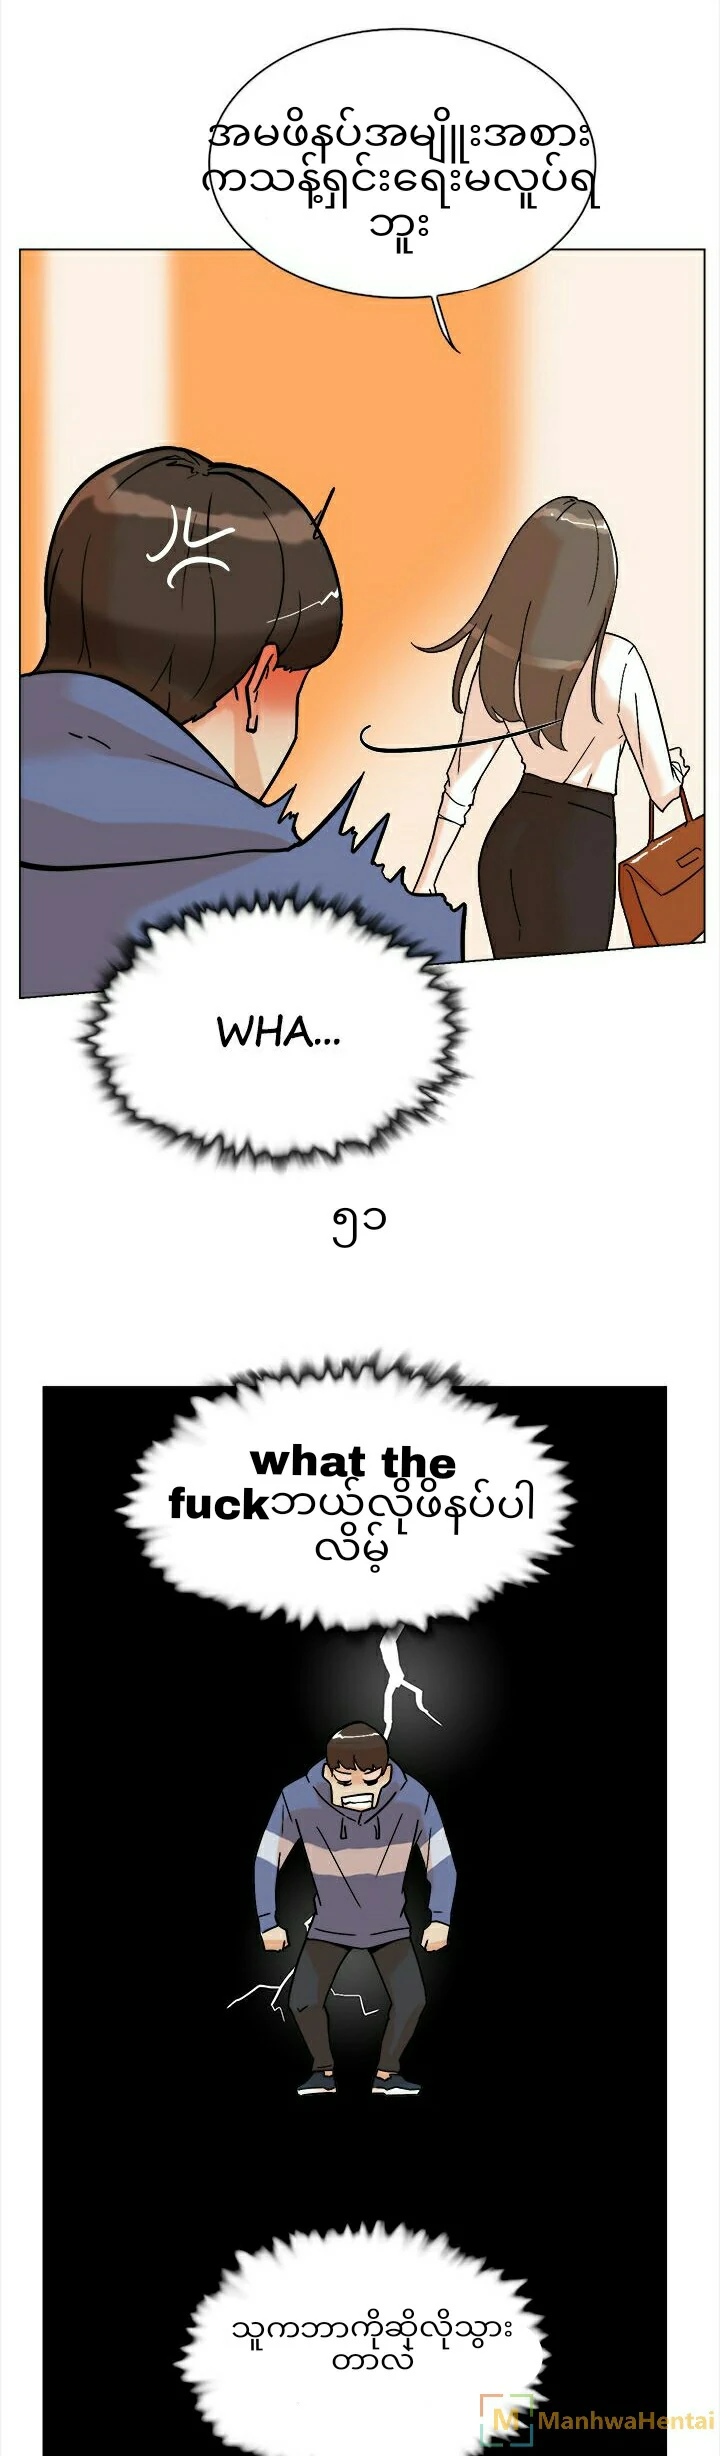 အမဖိနပ်အမျိုးအစား
ကသန့်ရှင်းရေးမလူပ်ရ
ဘူး
WHA...
၅၁
what the
fuckဘယ်လိုဖိနပ်ပါ
လိမ့်
သူကဘာကိုဆိုလိုသွား
တာလဲ
M ManhwaHentai